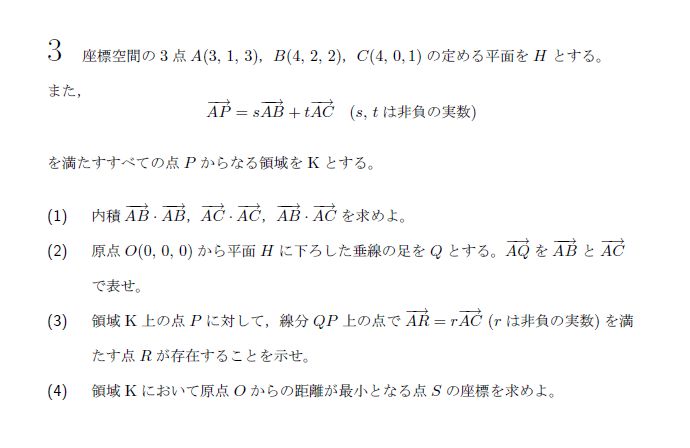 3 座標空間の 3 点 A(3, 1, 3), B(4, 2, 2), C(4, 0, 1) の定める平面を H とする。
また,
$\overrightarrow{AP} = s\overrightarrow{AB} + t\overrightarrow{AC}$ (s, t は非負の実数)
を満たすすべての点 P からなる領域を K とする。
(1) 内積 $\overrightarrow{AB} \cdot \overrightarrow{AB}$, $\overrightarrow{AC} \cdot \overrightarrow{AC}$, $\overrightarrow{AB} \cdot \overrightarrow{AC}$ を求めよ。
(2) 原点 O(0, 0, 0) から平面 H に下ろした垂線の足を Q とする。$\overrightarrow{AQ}$ を $\overrightarrow{AB}$ と $\overrightarrow{AC}$
で表せ。
(3) 領域 K 上の点 P に対して, 線分 QP 上の点で $\overrightarrow{AR} = r\overrightarrow{AC}$ (r は非負の実数) を満
たす点 R が存在することを示せ。
(4) 領域 K において原点 O からの距離が最小となる点 S の座標を求めよ。